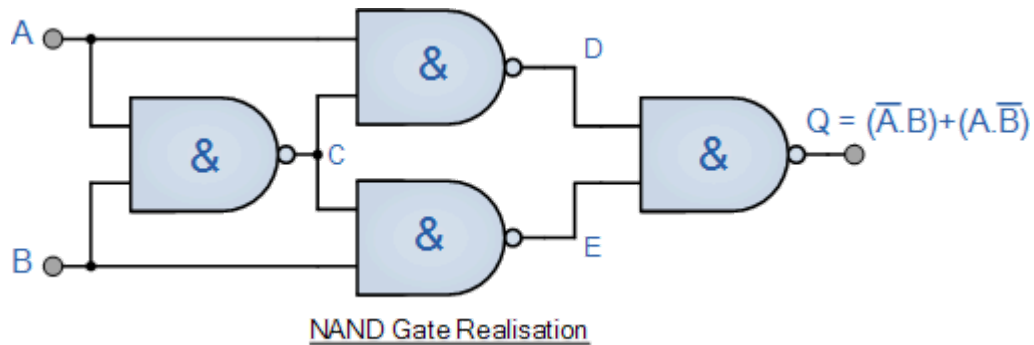 A
&
D
&
C
&
Q = (A̅.B)+(A.B̅)
&
E
B
NAND Gate Realisation